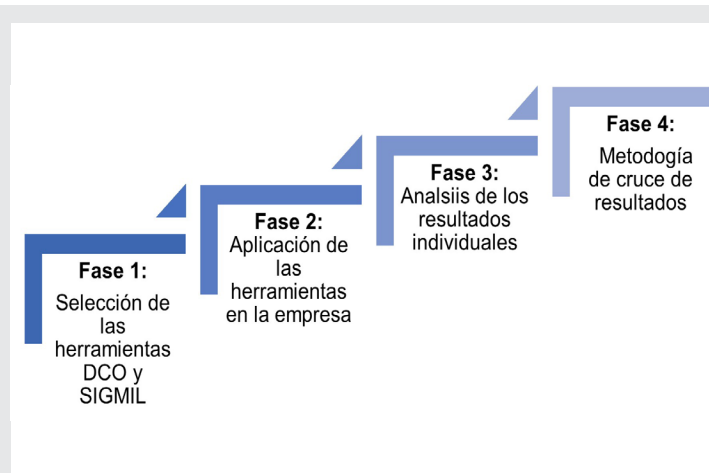 Fase 1:
Selección de
las
herramientas
DCO y
SIGMIL
Fase 2:
Aplicación de
las
herramientas
en la empresa
Fase 3:
Analsiis de los
resultados
individuales
Fase 4:
Metodogía
de cruce de
resultados